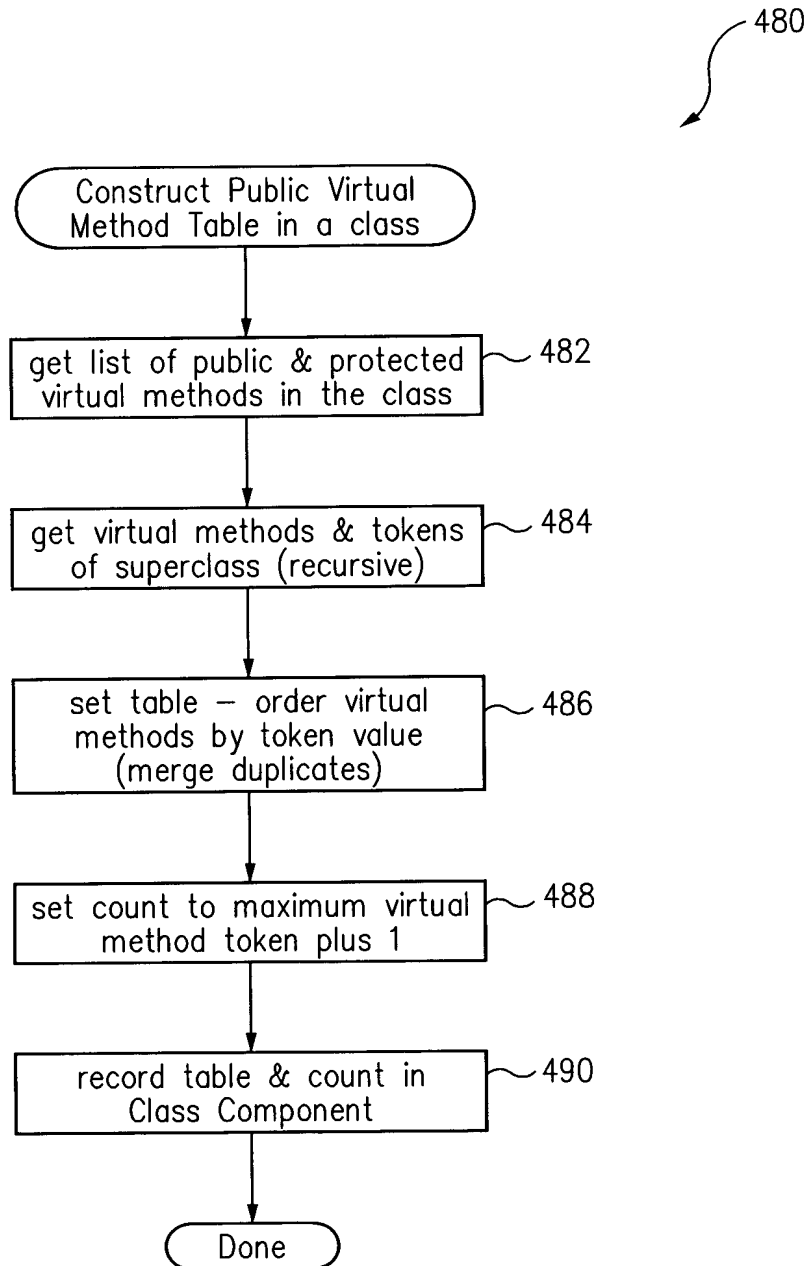 480
Construct Public Virtual
Method Table in a class
get list of public & protected
virtual methods in the class
482
get virtual methods & tokens
of superclass (recursive)
484
set table – order virtual
methods by token value
(merge duplicates)
486
set count to maximum virtual
method token plus 1
488
record table & count in
Class Component
490
Done